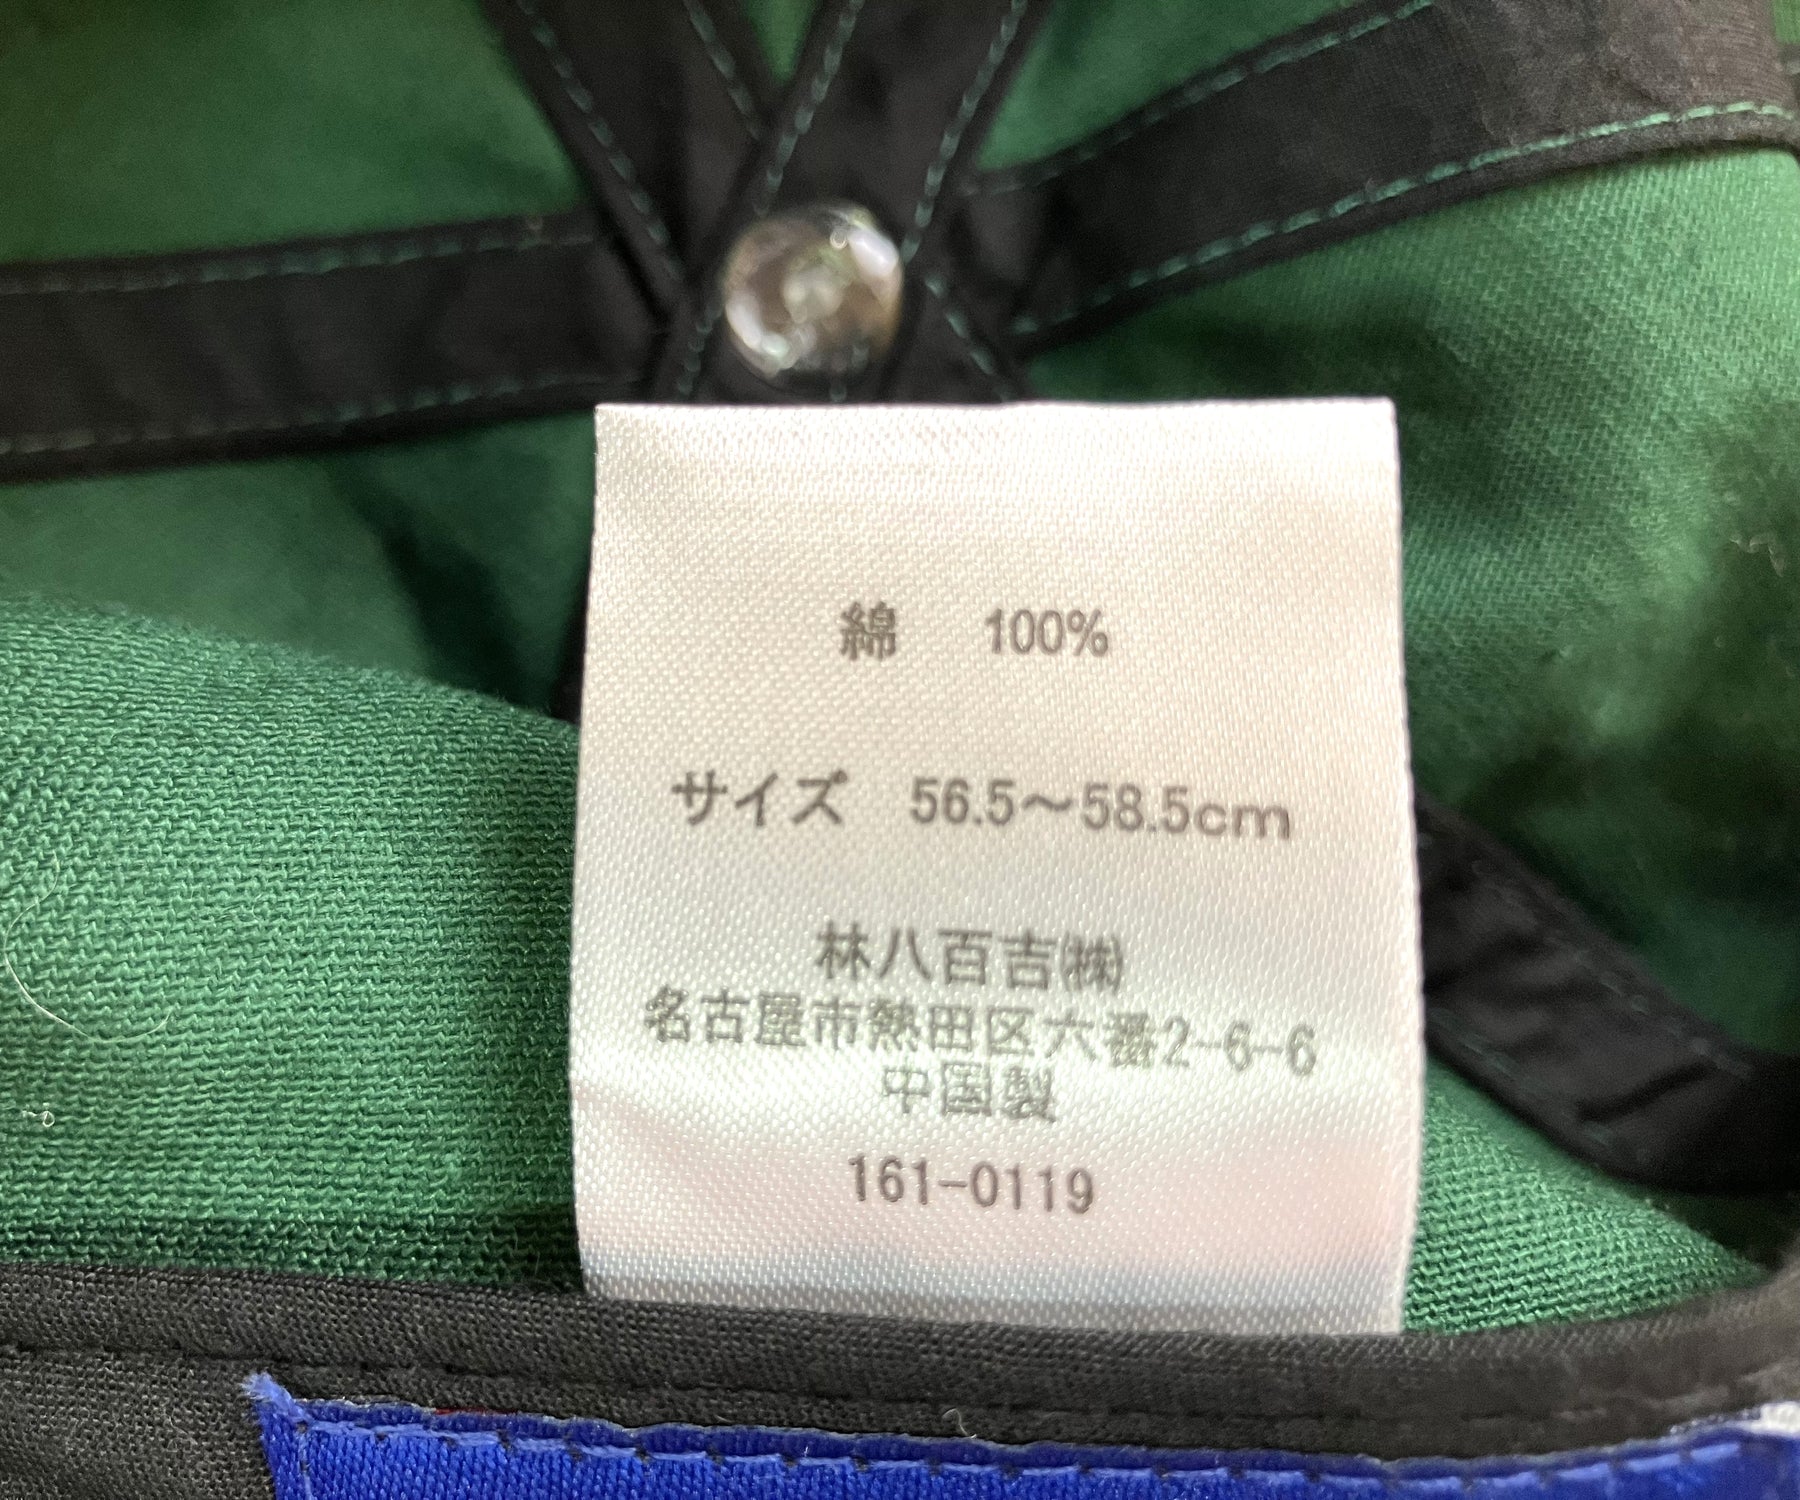 綿　100%
サイズ　56.5～58.5cm
林八百吉㈱
名古屋市熱田区六番2-6-6
中国製
161-0119